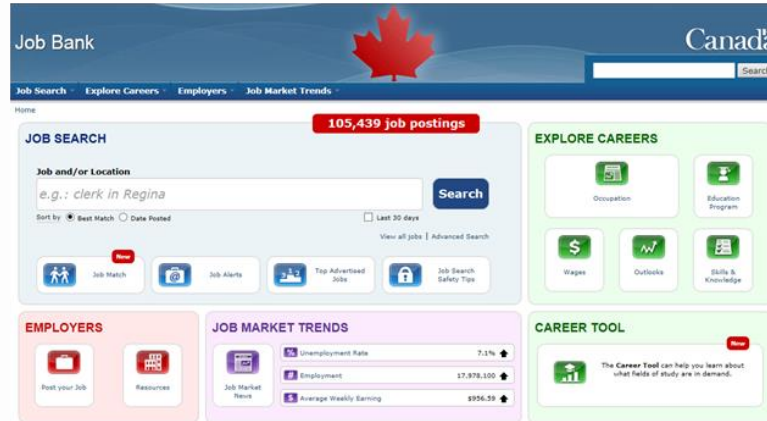 Job Bank
Canad
Search
Job Search
Explore Careers
Employers
Job Market Trends
Home
105,439 job postings
JOB SEARCH
Job and/or Location
e.g.: clerk in Regina
Search
Sort by Best Match Date Posted
Last 30 days
View all jobs | Advanced Search
New
Job Match
Job Alerts
Top Advertised
Jobs
Job Search
Safety Tips
EXPLORE CAREERS
Occupation
Education
Program
Wages
Outlooks
Skills &
Knowledge
EMPLOYERS
Post your Job
Resources
JOB MARKET TRENDS
Job Market
News
% Unemployment Rate 7.1%
# Employment 17,978,100
$ Average Weekly Earning $956.59
CAREER TOOL
New
The Career Tool can help you learn about
what fields of study are in demand.